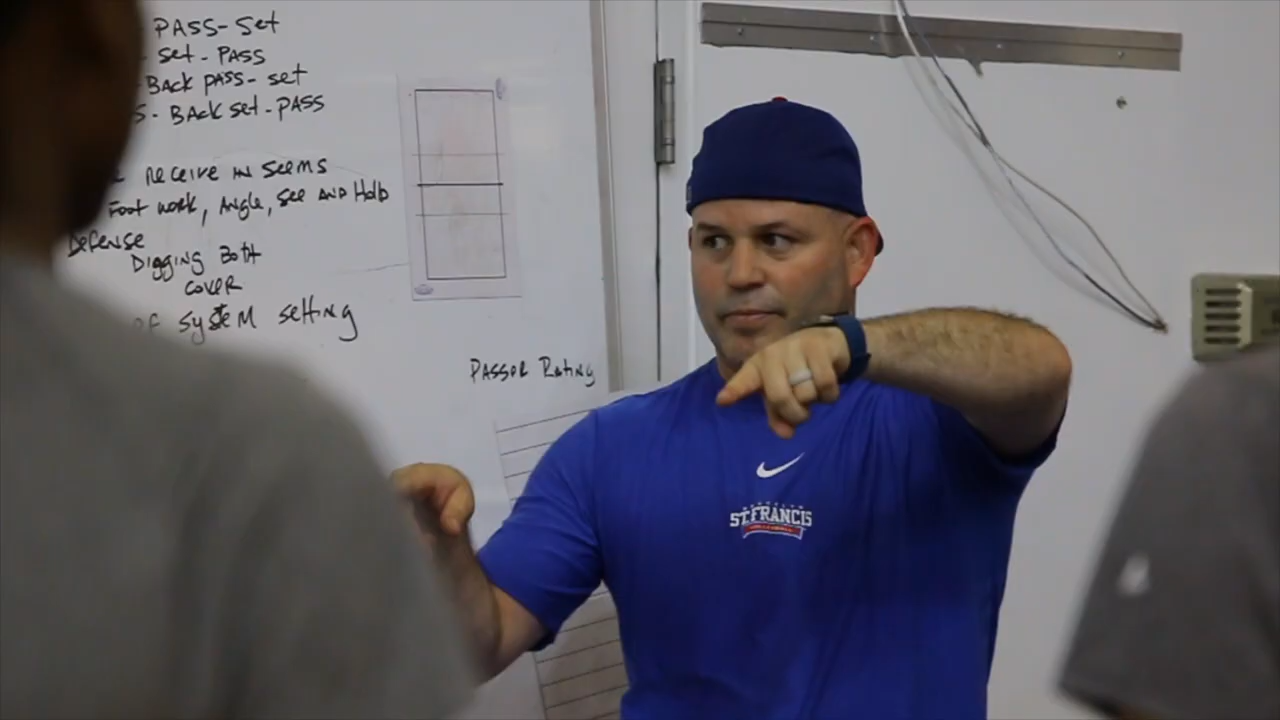 PASS-Set
- Set-PASS
Back PASS-set
S-BACK Set-PASS
RECEIVE IN SEEMS
Foot work, Angle, See AND Hold
Defense
Digging Both
COVER
OF SYSTEM setting
PASSER RATING
ST. FRANCIS